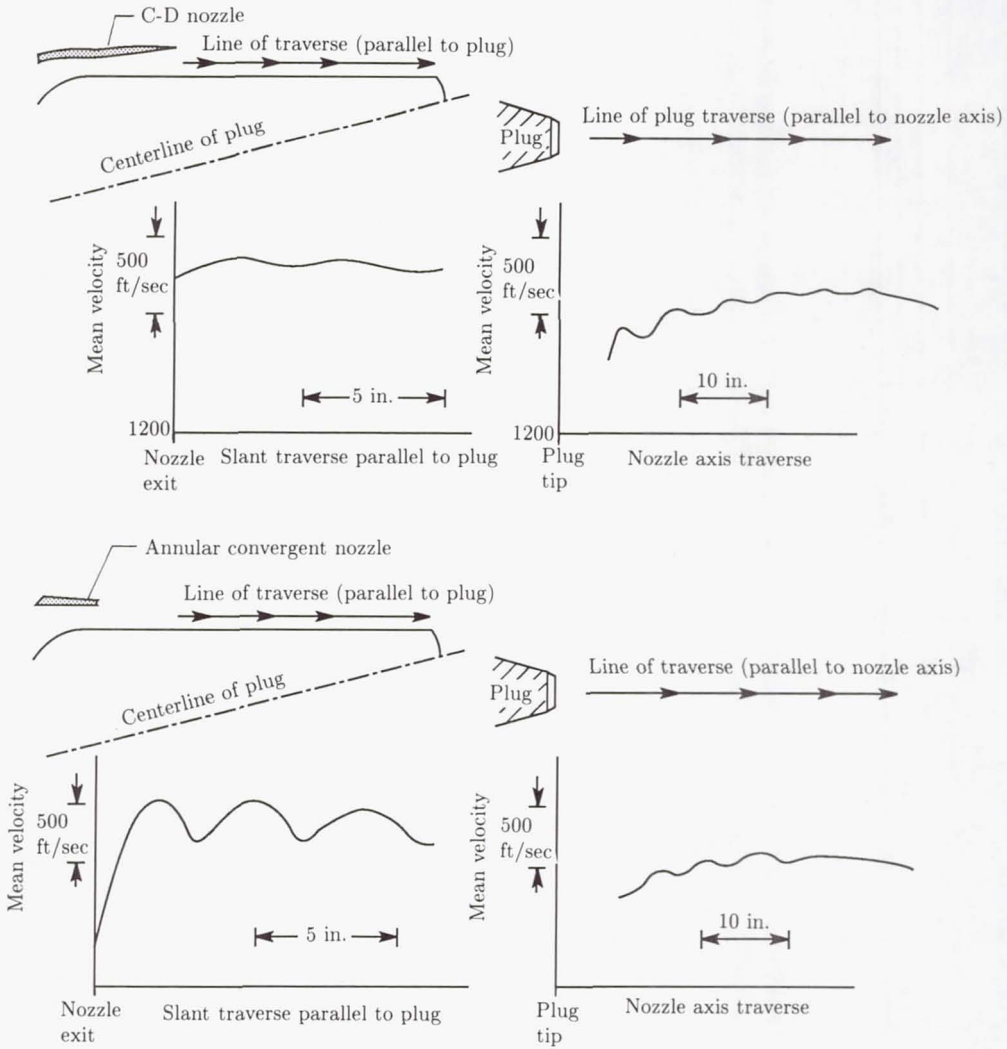 C-D nozzle
Line of traverse (parallel to plug)
Centerline of plug
Plug
Line of plug traverse (parallel to nozzle axis)
Mean velocity
500
ft/sec
5 in.
1200
Nozzle
exit
Slant traverse parallel to plug
Mean velocity
500
ft/sec
10 in.
1200
Plug
tip
Nozzle axis traverse
Annular convergent nozzle
Line of traverse (parallel to plug)
Centerline of plug
Plug
Line of traverse (parallel to nozzle axis)
Mean velocity
500
ft/sec
5 in.
Nozzle
exit
Slant traverse parallel to plug
Mean velocity
500
ft/sec
10 in.
Plug
tip
Nozzle axis traverse